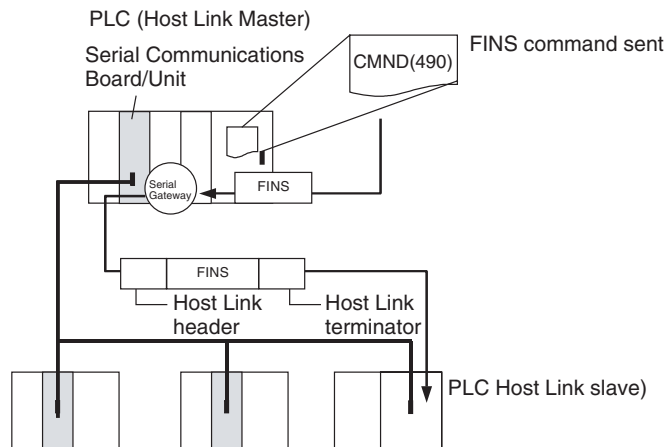 PLC (Host Link Master)
Serial Communications
Board/Unit
FINS command sent
CMND(490)
Serial
Gateway
FINS
FINS
Host Link
header
Host Link
terminator
PLC Host Link slave)